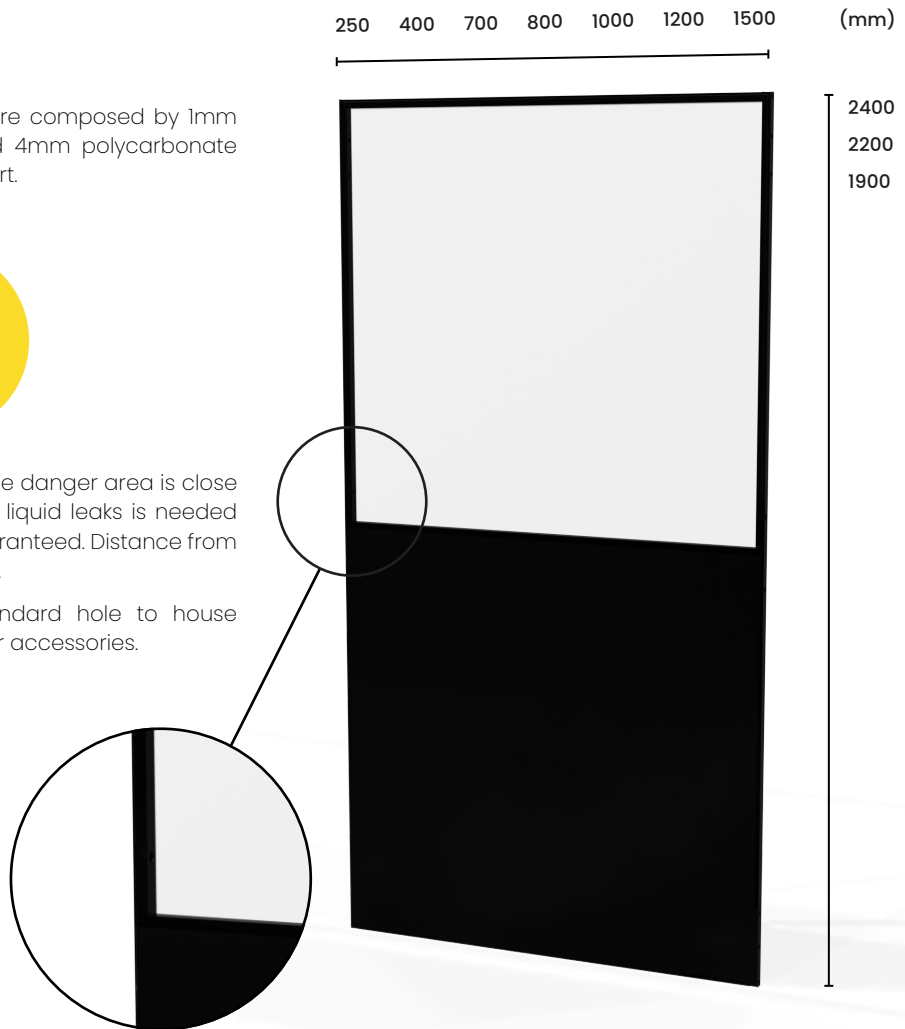 250 400 700 800 1000 1200 1500 (mm)
2400
2200
1900
re composed by 1mm
4mm polycarbonate
rt.
e danger area is close
liquid leaks is needed
ranteed. Distance from
ndard hole to house
r accessories.